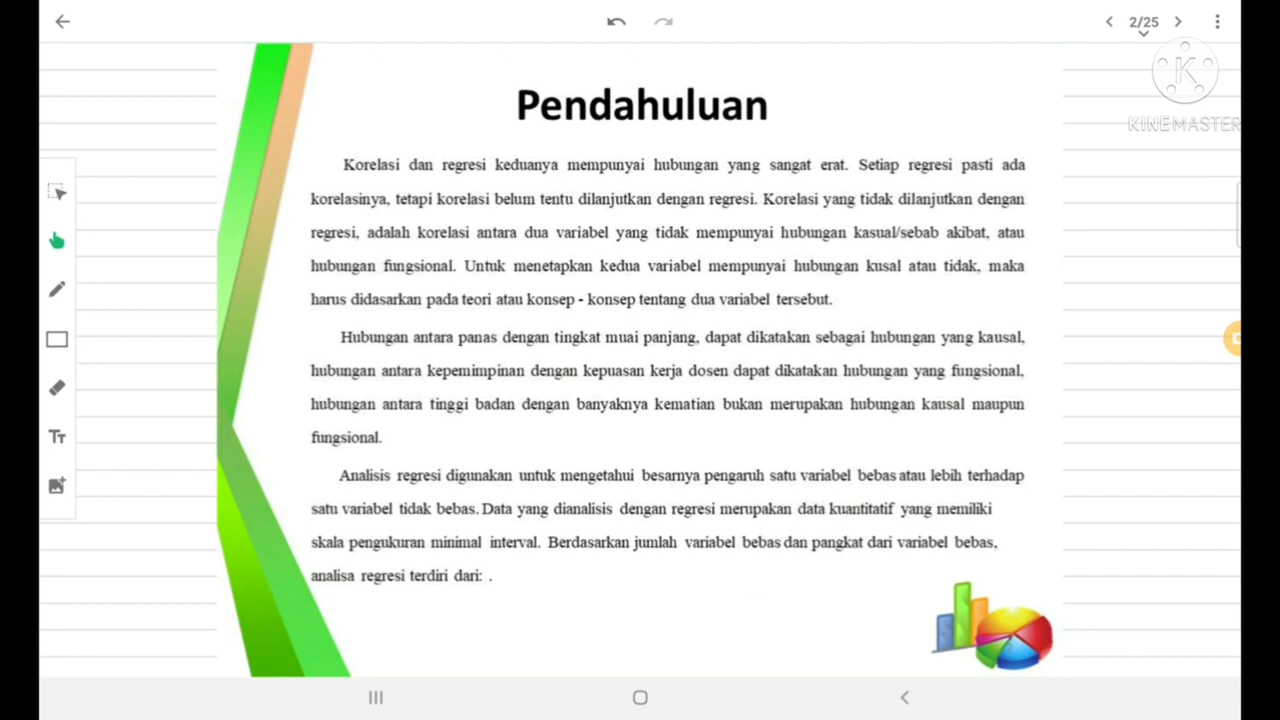 2/25
KINEMASTER
Pendahuluan
Korelasi dan regresi keduanya mempunyai hubungan yang sangat erat. Setiap regresi pasti ada
korelasinya, tetapi korelasi belum tentu dilanjutkan dengan regresi. Korelasi yang tidak dilanjutkan dengan
regresi, adalah korelasi antara dua variabel yang tidak mempunyai hubungan kasual/sebab akibat, atau
hubungan fungsional. Untuk menetapkan kedua variabel mempunyai hubungan kusal atau tidak, maka
harus didasarkan pada teori atau konsep - konsep tentang dua variabel tersebut.
Hubungan antara panas dengan tingkat muai panjang, dapat dikatakan sebagai hubungan yang kausal,
hubungan antara kepemimpinan dengan kepuasan kerja dosen dapat dikatakan hubungan yang fungsional,
hubungan antara tinggi badan dengan banyaknya kematian bukan merupakan hubungan kausal maupun
fungsional.
Analisis regresi digunakan untuk mengetahui besarnya pengaruh satu variabel bebas atau lebih terhadap
satu variabel tidak bebas. Data yang dianalisis dengan regresi merupakan data kuantitatif yang memiliki
skala pengukuran minimal interval. Berdasarkan jumlah variabel bebas dan pangkat dari variabel bebas,
analisa regresi terdiri dari: .